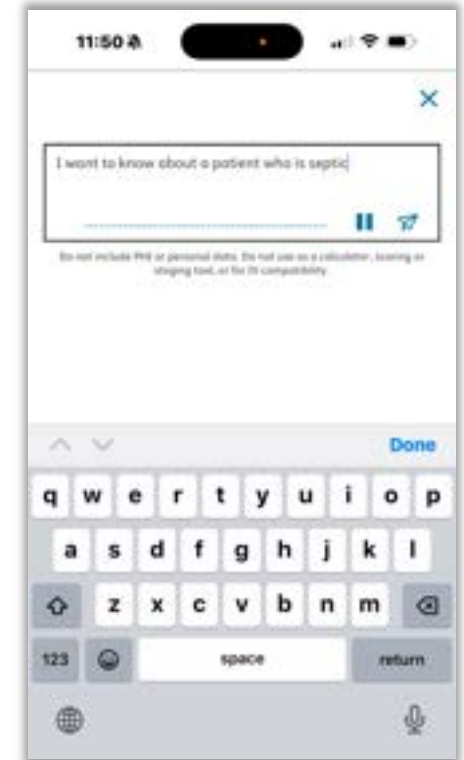 11:50
I want to know about a patient who is septic
Do not include PHI or personal data. Do not use as a calculator, scoring or
staging tool, or for IV compatibility.
Done
q w e r t y u i o p
a s d f g h j k l
z x c v b n m
123 space return